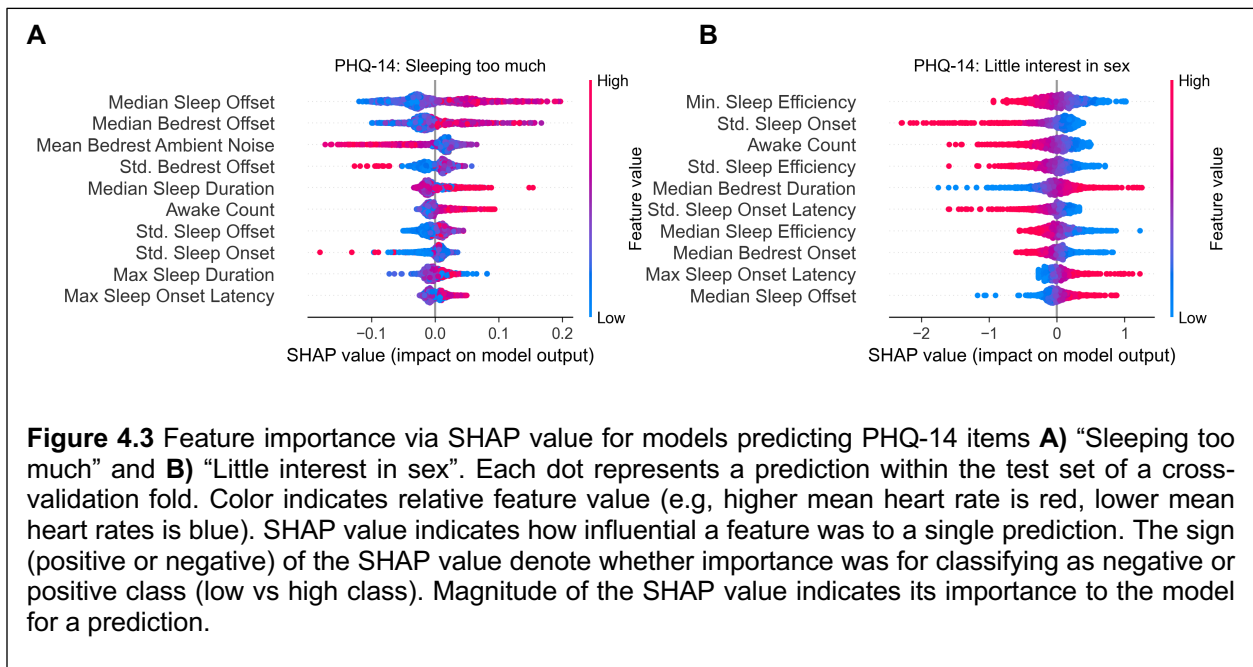 A
PHQ-14: Sleeping too much
High
Median Sleep Offset
Median Bedrest Offset
Mean Bedrest Ambient Noise
Std. Bedrest Offset
Median Sleep Duration
Awake Count
Std. Sleep Offset
Std. Sleep Onset
Max Sleep Duration
Max Sleep Onset Latency
Feature value
Low
−0.1 0.0 0.1 0.2
SHAP value (impact on model output)
B
PHQ-14: Little interest in sex
High
Min. Sleep Efficiency
Std. Sleep Onset
Awake Count
Std. Sleep Efficiency
Median Bedrest Duration
Std. Sleep Onset Latency
Median Sleep Efficiency
Median Bedrest Onset
Max Sleep Onset Latency
Median Sleep Offset
Feature value
Low
−2 −1 0 1
SHAP value (impact on model output)
Figure 4.3 Feature importance via SHAP value for models predicting PHQ-14 items A) “Sleeping too
much” and B) “Little interest in sex”. Each dot represents a prediction within the test set of a cross-
validation fold. Color indicates relative feature value (e.g, higher mean heart rate is red, lower mean
heart rates is blue). SHAP value indicates how influential a feature was to a single prediction. The sign
(positive or negative) of the SHAP value denote whether importance was for classifying as negative or
positive class (low vs high class). Magnitude of the SHAP value indicates its importance to the model
for a prediction.